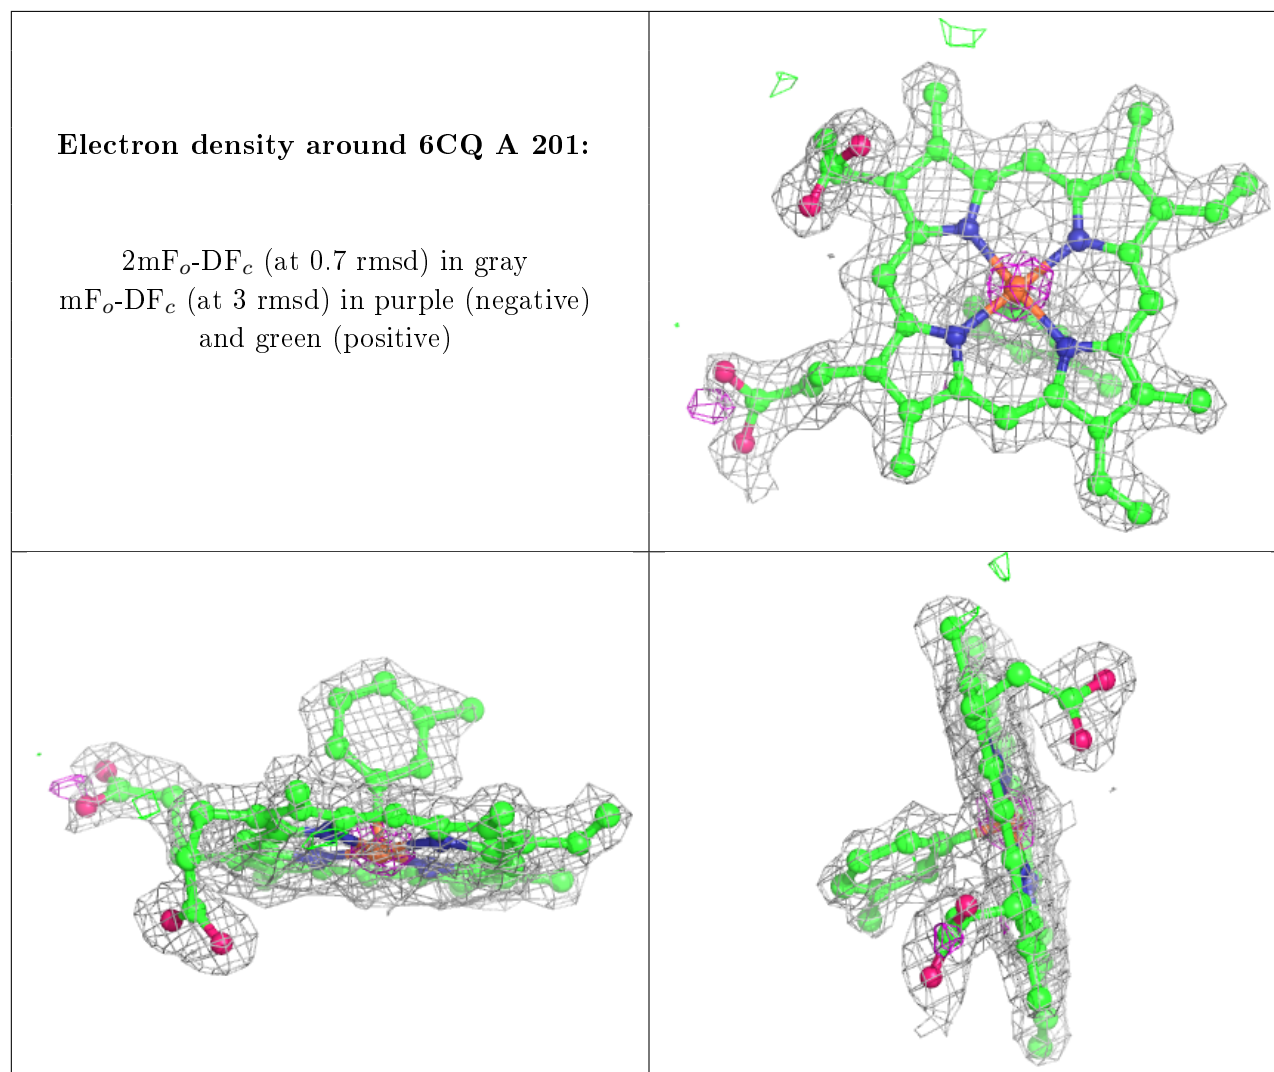 Electron density around 6CQ A 201:
2mFₒ-DF𝒸 (at 0.7 rmsd) in gray
mFₒ-DF𝒸 (at 3 rmsd) in purple (negative)
and green (positive)